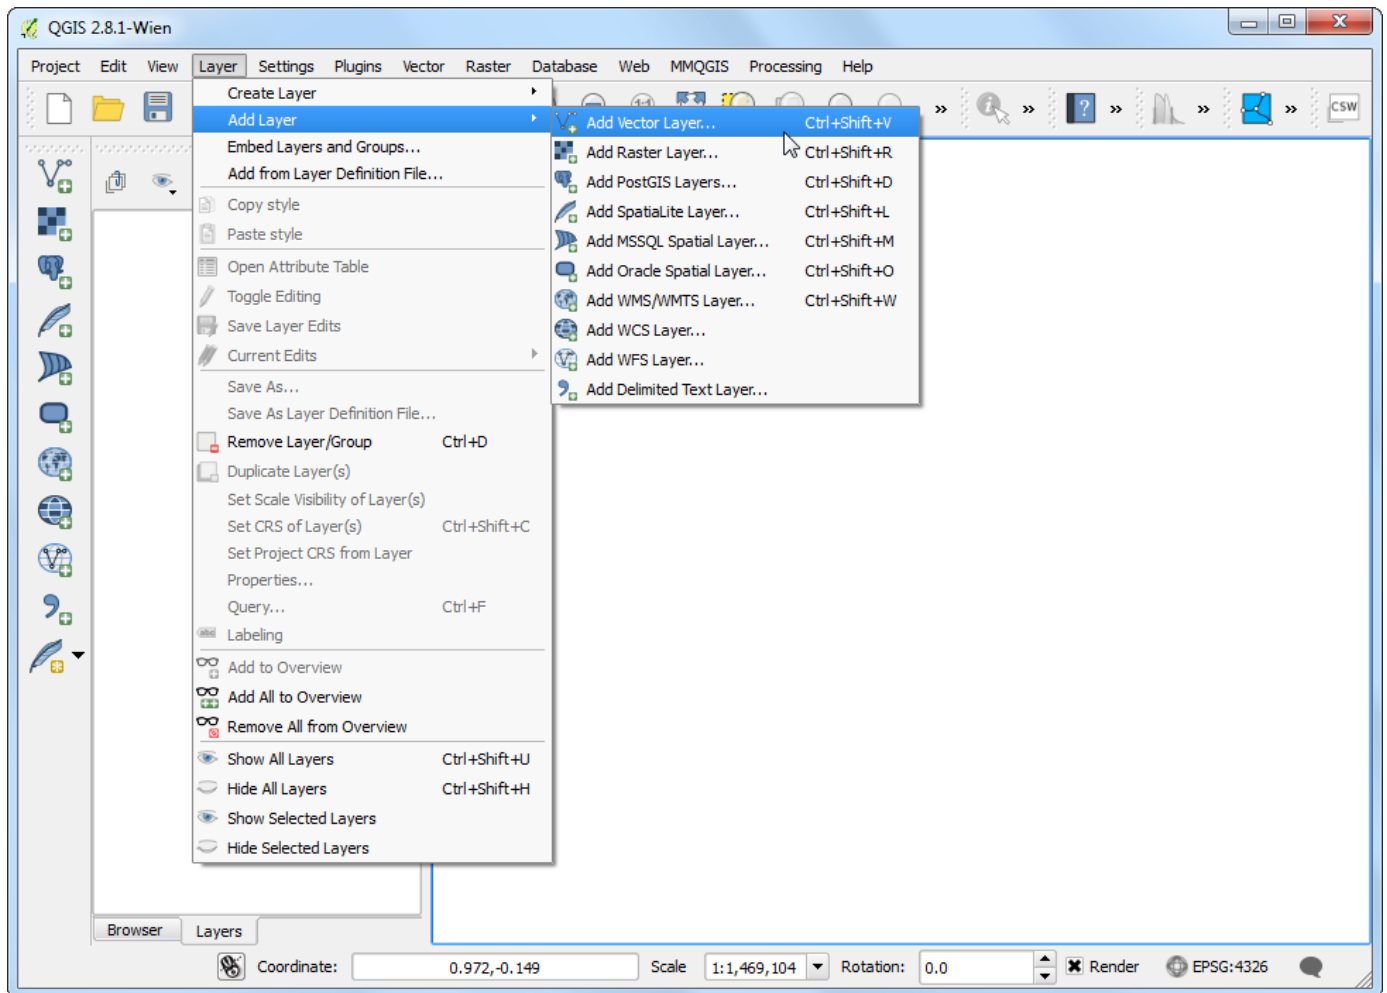 QGIS 2.8.1-Wien
Project Edit View Layer Settings Plugins Vector Raster Database Web MMQGIS Processing Help
Create Layer
Add Layer
Embed Layers and Groups...
Add from Layer Definition File...
Copy style
Paste style
Open Attribute Table
Toggle Editing
Save Layer Edits
Current Edits
Save As...
Save As Layer Definition File...
Remove Layer/Group Ctrl+D
Duplicate Layer(s)
Set Scale Visibility of Layer(s)
Set CRS of Layer(s) Ctrl+Shift+C
Set Project CRS from Layer
Properties...
Query... Ctrl+F
Labeling
Add to Overview
Add All to Overview
Remove All from Overview
Show All Layers Ctrl+Shift+U
Hide All Layers Ctrl+Shift+H
Show Selected Layers
Hide Selected Layers
Add Vector Layer... Ctrl+Shift+V
Add Raster Layer... Ctrl+Shift+R
Add PostGIS Layers... Ctrl+Shift+D
Add SpatiaLite Layer... Ctrl+Shift+L
Add MSSQL Spatial Layer... Ctrl+Shift+M
Add Oracle Spatial Layer... Ctrl+Shift+O
Add WMS/WMTS Layer... Ctrl+Shift+W
Add WCS Layer...
Add WFS Layer...
Add Delimited Text Layer...
CSW
Browser Layers
Coordinate: 0.972,-0.149 Scale 1:1,469,104 Rotation: 0.0 Render EPSG:4326